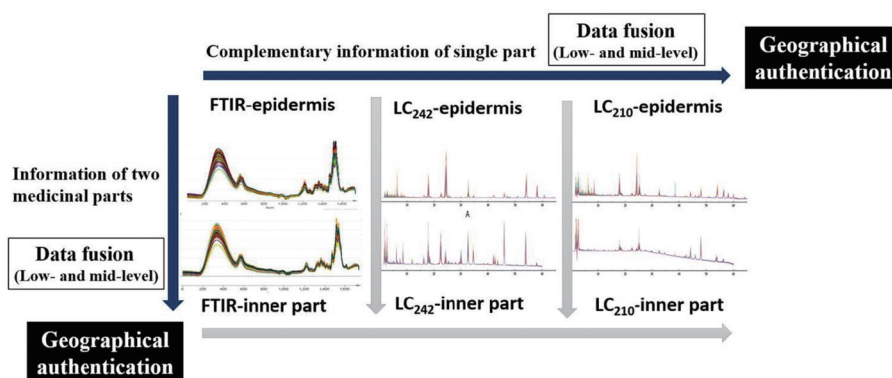 Complementary information of single part
Data fusion
(Low- and mid-level)
Geographical
authentication
FTIR-epidermis
LC242-epidermis
LC210-epidermis
Information of two
medicinal parts
A
Data fusion
(Low- and mid-level)
FTIR-inner part
LC242-inner part
LC210-inner part
Geographical
authentication